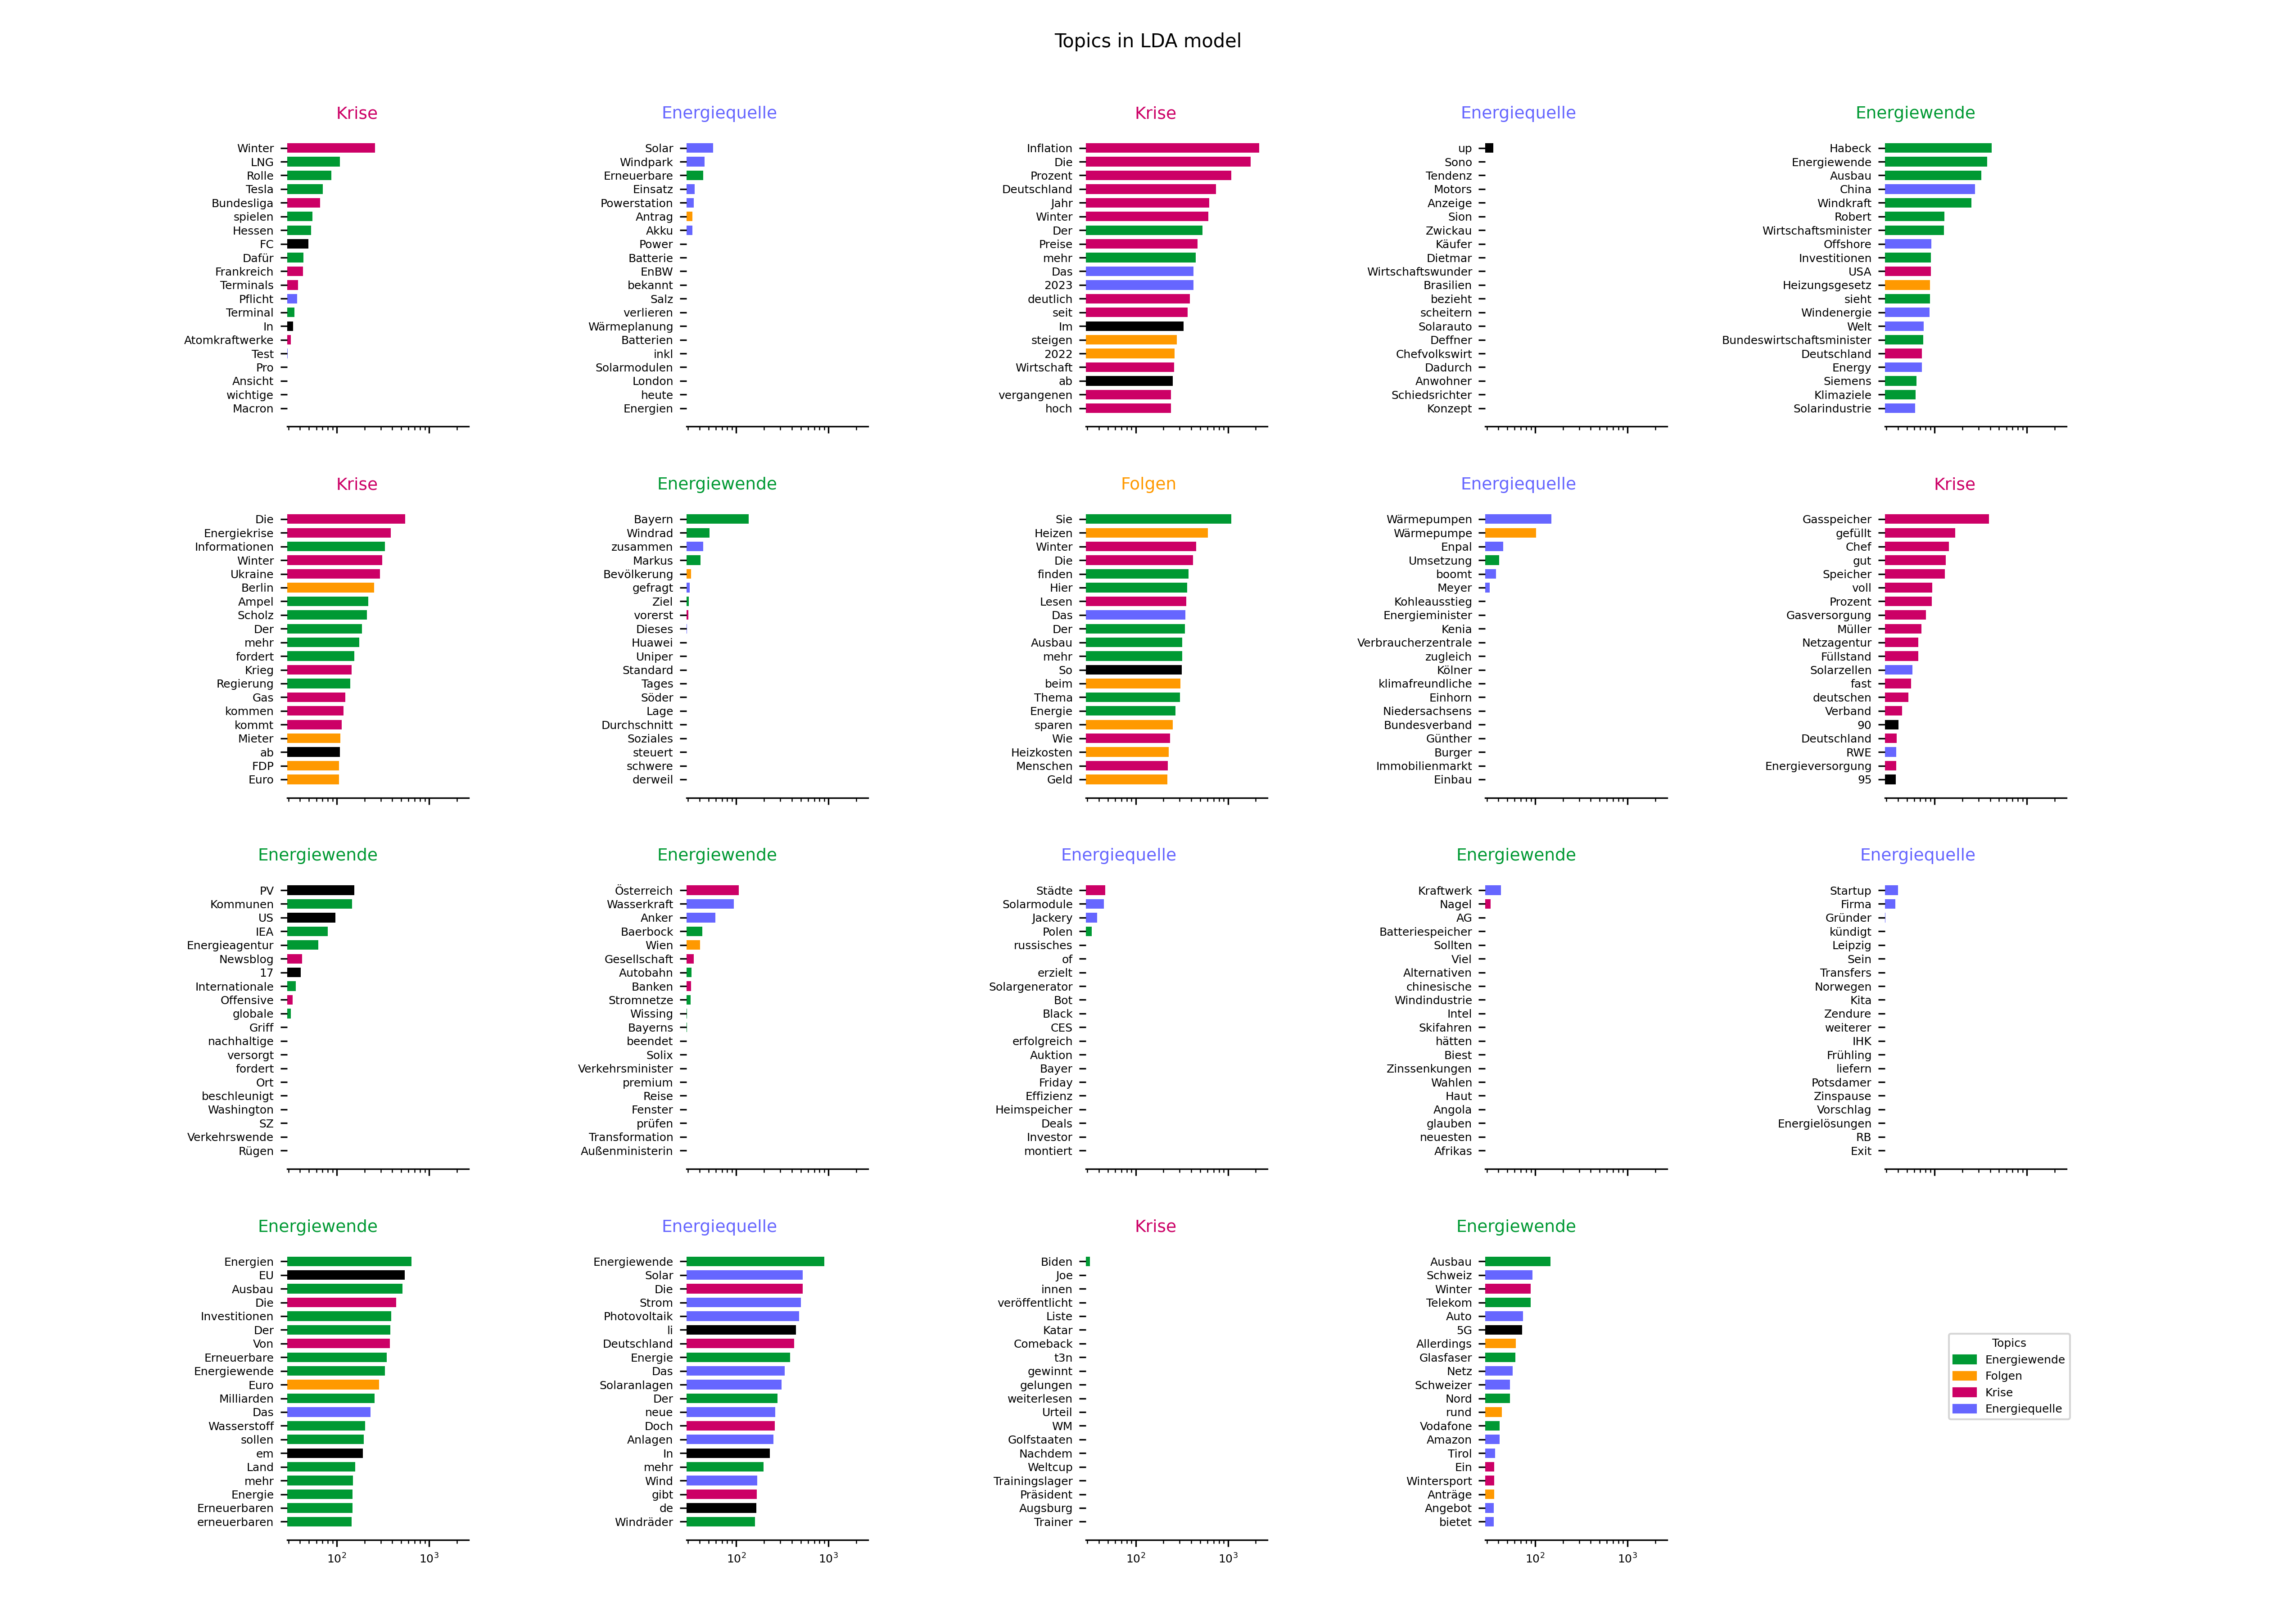 Topics in LDA model
Krise
Winter
LNG
Rolle
Tesla
Bundesliga
spielen
Hessen
FC
Dafür
Frankreich
Terminals
Pflicht
Terminal
In
Atomkraftwerke
Test
Pro
Ansicht
wichtige
Macron
Energiequelle
Solar
Windpark
Erneuerbare
Einsatz
Powerstation
Antrag
Akku
Power
Batterie
EnBW
bekannt
Salz
verlieren
Wärmeplanung
Batterien
inkl
Solarmodulen
London
heute
Energien
Krise
Inflation
Die
Prozent
Deutschland
Jahr
Winter
Der
Preise
mehr
Das
2023
deutlich
seit
Im
steigen
2022
Wirtschaft
ab
vergangenen
hoch
Energiequelle
up
Sono
Tendenz
Motors
Anzeige
Sion
Zwickau
Käufer
Dietmar
Wirtschaftswunder
Brasilien
bezieht
scheitern
Solarauto
Deffner
Chefvolkswirt
Dadurch
Anwohner
Schiedsrichter
Konzept
Energiewende
Habeck
Energiewende
Ausbau
China
Windkraft
Robert
Wirtschaftsminister
Offshore
Investitionen
USA
Heizungsgesetz
sieht
Windenergie
Welt
Bundeswirtschaftsminister
Deutschland
Energy
Siemens
Klimaziele
Solarindustrie
Krise
Die
Energiekrise
Informationen
Winter
Ukraine
Berlin
Ampel
Scholz
Der
mehr
fordert
Krieg
Regierung
Gas
kommen
kommt
Mieter
ab
FDP
Euro
Energiewende
Bayern
Windrad
zusammen
Markus
Bevölkerung
gefragt
Ziel
vorerst
Dieses
Huawei
Uniper
Standard
Tages
Söder
Lage
Durchschnitt
Soziales
steuert
schwere
derweil
Folgen
Sie
Heizen
Winter
Die
finden
Hier
Lesen
Das
Der
Ausbau
mehr
So
beim
Thema
Energie
sparen
Wie
Heizkosten
Menschen
Geld
Energiequelle
Wärmepumpen
Wärmepumpe
Enpal
Umsetzung
boomt
Meyer
Kohleausstieg
Energieminister
Kenia
Verbraucherzentrale
zugleich
Kölner
klimafreundliche
Einhorn
Niedersachsens
Bundesverband
Günther
Burger
Immobilienmarkt
Einbau
Krise
Gasspeicher
gefüllt
Chef
gut
Speicher
voll
Prozent
Gasversorgung
Müller
Netzagentur
Füllstand
Solarzellen
fast
deutschen
Verband
90
Deutschland
RWE
Energieversorgung
95
Energiewende
PV
Kommunen
US
IEA
Energieagentur
Newsblog
17
Internationale
Offensive
globale
Griff
nachhaltige
versorgt
fordert
Ort
beschleunigt
Washington
SZ
Verkehrswende
Rügen
Energiewende
Österreich
Wasserkraft
Anker
Baerbock
Wien
Gesellschaft
Autobahn
Banken
Stromnetze
Wissing
Bayerns
beendet
Solix
Verkehrsminister
premium
Reise
Fenster
prüfen
Transformation
Außenministerin
Energiequelle
Städte
Solarmodule
Jackery
Polen
russisches
of
erzielt
Solargenerator
Bot
Black
CES
erfolgreich
Auktion
Bayer
Friday
Effizienz
Heimspeicher
Deals
Investor
montiert
Energiewende
Kraftwerk
Nagel
AG
Batteriespeicher
Sollten
Viel
Alternativen
chinesische
Windindustrie
Intel
Skifahren
hätten
Biest
Zinssenkungen
Wahlen
Haut
Angola
glauben
neuesten
Afrikas
Energiequelle
Startup
Firma
Gründer
kündigt
Leipzig
Sein
Transfers
Norwegen
Kita
Zendure
weiterer
IHK
Frühling
liefern
Potsdamer
Zinspause
Vorschlag
Energielösungen
RB
Exit
Energiewende
Energien
EU
Ausbau
Die
Investitionen
Der
Von
Erneuerbare
Energiewende
Euro
Milliarden
Das
Wasserstoff
sollen
em
Land
mehr
Energie
Erneuerbaren
erneuerbaren
10² 10³
Energiequelle
Energiewende
Solar
Die
Strom
Photovoltaik
li
Deutschland
Energie
Das
Solaranlagen
Der
neue
Doch
Anlagen
In
mehr
Wind
gibt
de
Windräder
10² 10³
Krise
Biden
Joe
innen
veröffentlicht
Liste
Katar
Comeback
t3n
gewinnt
gelungen
weiterlesen
Urteil
WM
Golfstaaten
Nachdem
Weltcup
Trainingslager
Präsident
Augsburg
Trainer
10² 10³
Energiewende
Ausbau
Schweiz
Winter
Telekom
Auto
5G
Allerdings
Glasfaser
Netz
Schweizer
Nord
rund
Vodafone
Amazon
Tirol
Ein
Wintersport
Anträge
Angebot
bietet
10² 10³
Topics
Energiewende
Folgen
Krise
Energiequelle